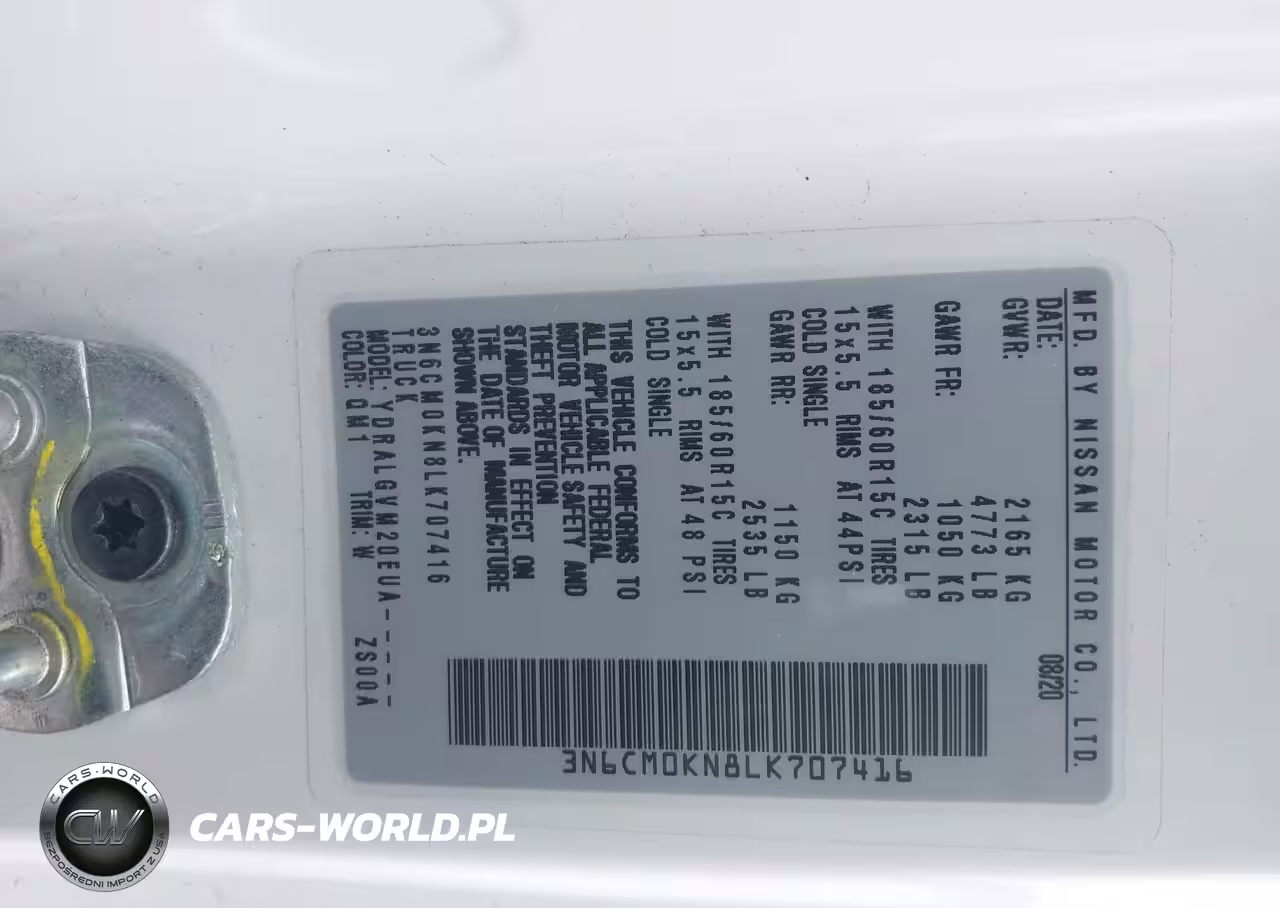 MFD. BY NISSAN MOTOR CO., LTD.
DATE: 08/20
GVWR: 2165 KG
4773 LB
GAWR FR: 1050 KG
2315 LB
WITH 185/60R15C TIRES
15x5.5 RIMS AT 44PSI
COLD SINGLE
GAWR RR: 1150 KG
2535 LB
WITH 185/60R15C TIRES
15x5.5 RIMS AT 48 PSI
COLD SINGLE
THIS VEHICLE CONFORMS TO
ALL APPLICABLE FEDERAL
MOTOR VEHICLE SAFETY AND
THEFT PREVENTION
STANDARDS IN EFFECT ON
THE DATE OF MANUFACTURE
SHOWN ABOVE.
3N6CM0KN8LK707416
TRUCK
MODEL: YDRALGVM20EUA-----
COLOR: QM1 TRIM: W ZS00A
3N6CM0KN8LK707416
CARS-WORLD
CW
BEZPOŚREDNI IMPORT Z USA
CARS-WORLD.PL